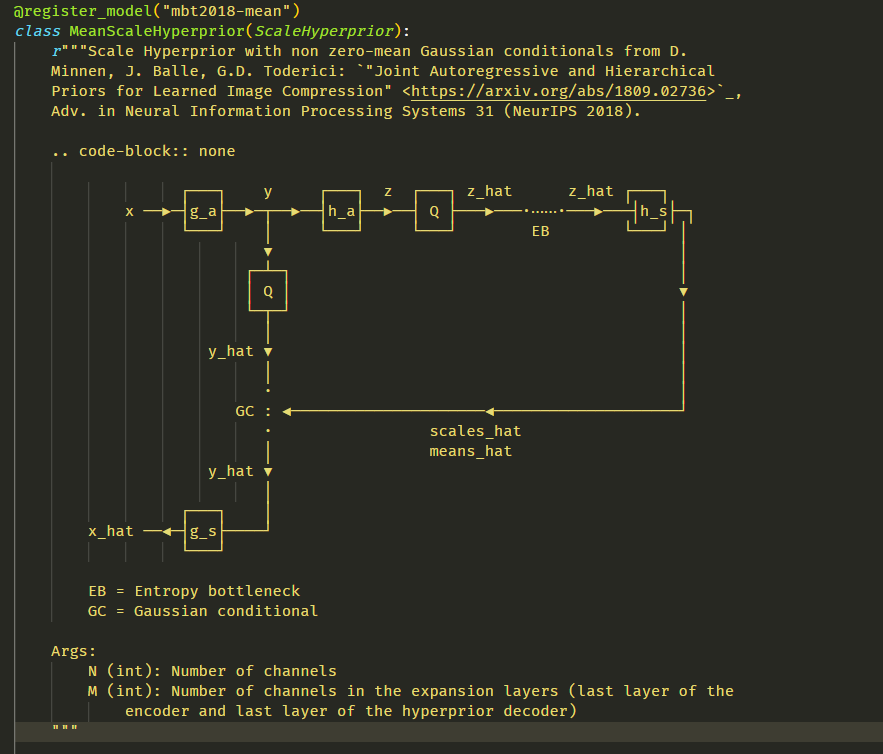 @register_model("mbt2018-mean")
class MeanScaleHyperprior(ScaleHyperprior):
r"""Scale Hyperprior with non zero-mean Gaussian conditionals from D.
Minnen, J. Balle, G.D. Toderici: `"Joint Autoregressive and Hierarchical
Priors for Learned Image Compression" <https://arxiv.org/abs/1809.02736>`_,
Adv. in Neural Information Processing Systems 31 (NeurIPS 2018).
.. code-block:: none
y z z_hat z_hat
x g_a h_a Q h_s
EB
Q
y_hat
GC :
scales_hat
means_hat
y_hat
x_hat g_s
EB = Entropy bottleneck
GC = Gaussian conditional
Args:
N (int): Number of channels
M (int): Number of channels in the expansion layers (last layer of the
encoder and last layer of the hyperprior decoder)
"""